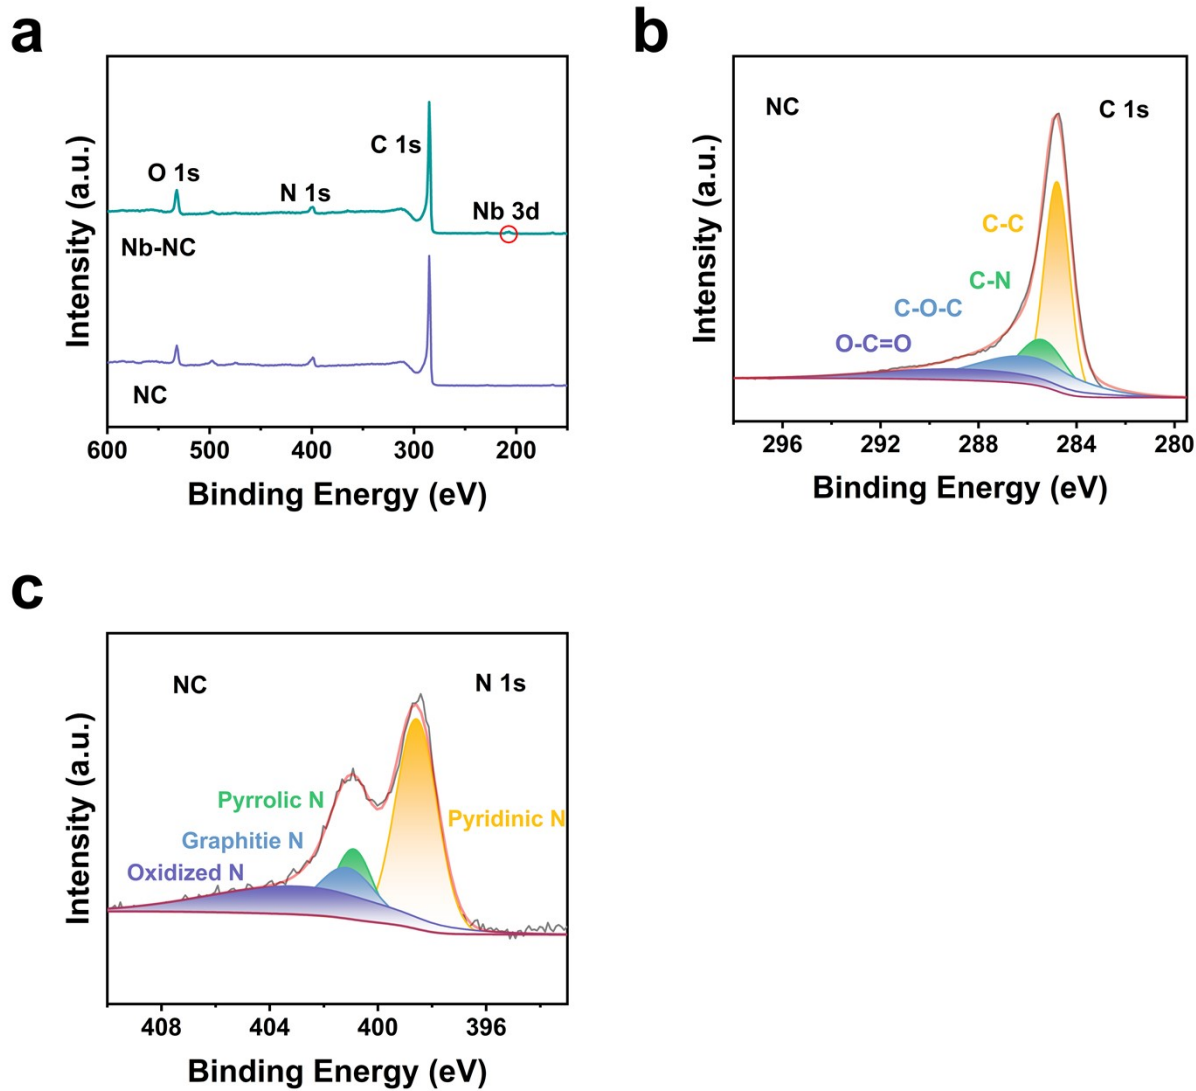 a
O 1s
N 1s
C 1s
Nb 3d
Nb-NC
NC
Intensity (a.u.)
600 500 400 300 200
Binding Energy (eV)
b
NC
C 1s
C-C
C-N
C-O-C
O-C=O
Intensity (a.u.)
296 292 288 284 280
Binding Energy (eV)
c
NC
N 1s
Pyrrolic N
Pyridinic N
Graphitie N
Oxidized N
Intensity (a.u.)
408 404 400 396
Binding Energy (eV)